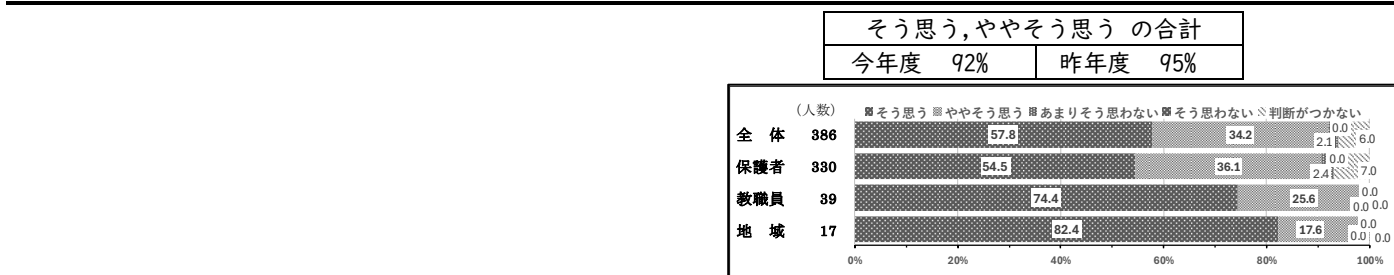 そう思う,ややそう思う の合計
今年度 92% 昨年度 95%
(人数) そう思う ややそう思う あまりそう思わない そう思わない 判断がつかない
全 体 386 57.8 34.2 2.1 0.0 6.0
保護者 330 54.5 36.1 2.4 0.0 7.0
教職員 39 74.4 25.6 0.0 0.0 0.0
地 域 17 82.4 17.6 0.0 0.0 0.0
0% 20% 40% 60% 80% 100%